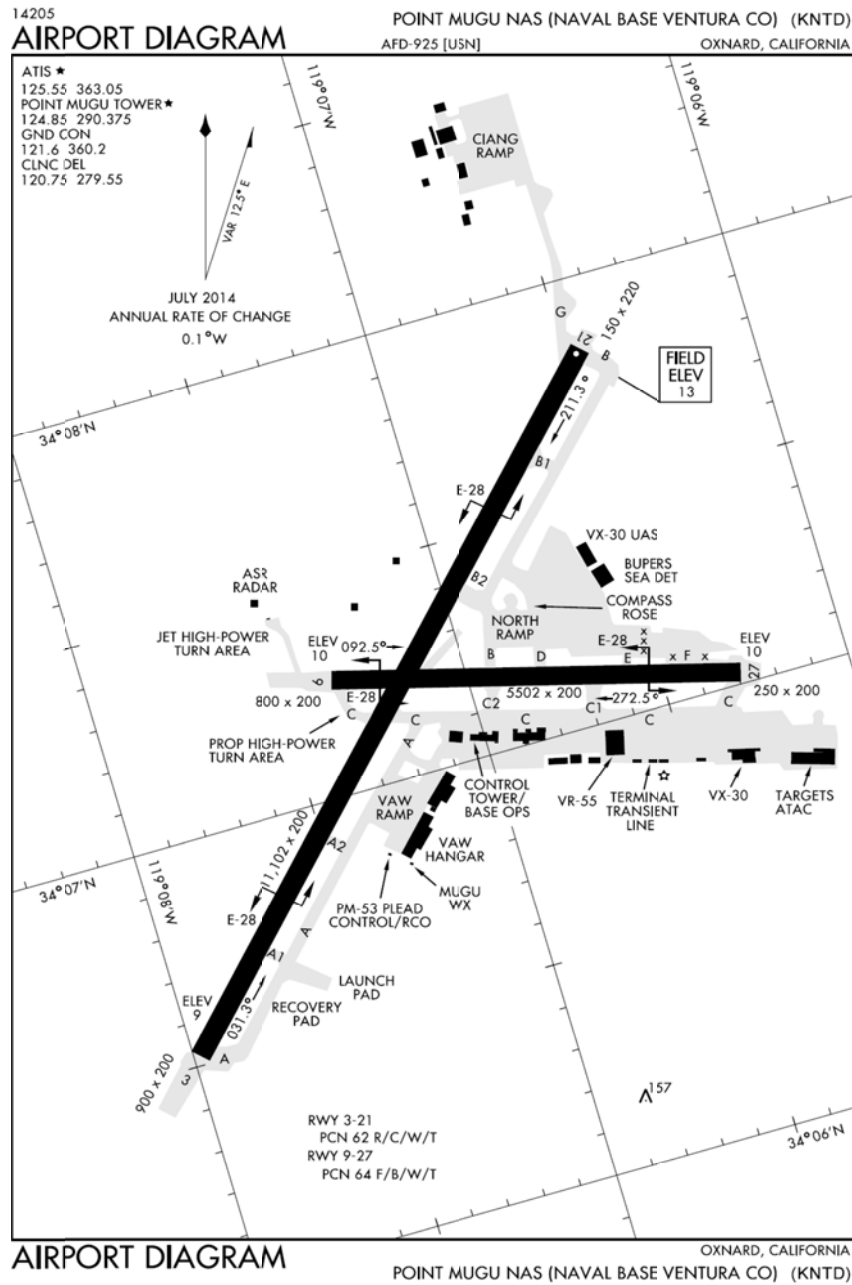 14205
AIRPORT DIAGRAM
AFD-925 [USN]
POINT MUGU NAS (NAVAL BASE VENTURA CO) (KNTD)
OXNARD, CALIFORNIA
ATIS ★
125.55 363.05
POINT MUGU TOWER★
124.85 290.375
GND CON
121.6 360.2
CLNC DEL
120.75 279.55
VAR 12.5° E
JULY 2014
ANNUAL RATE OF CHANGE
0.1°W
119°07'W
119°06'W
CIANG
RAMP
G
21
150 x 220
B
FIELD
ELEV
13
211.3°
34°08'N
B1
E-28
VX-30 UAS
BUPERS
SEA DET
B2
ASR
RADAR
COMPASS
ROSE
JET HIGH-POWER
TURN AREA
NORTH
RAMP
ELEV
10
092.5°
E-28
x
x
x
ELEV
10
B
D
E
x F x
9
27
800 x 200
E-28
5502 x 200
272.5°
250 x 200
C
C
C2
C
C1
C
C
A
PROP HIGH-POWER
TURN AREA
CONTROL
TOWER/
BASE OPS
VR-55
TERMINAL
TRANSIENT
LINE
VX-30
TARGETS
ATAC
VAW
RAMP
11,102 x 200
A2
VAW
HANGAR
34°07'N
119°08'W
MUGU
WX
PM-53 PLEAD
CONTROL/RCO
E-28
A
A1
LAUNCH
PAD
RECOVERY
PAD
ELEV
9
031.3°
A
3
900 x 200
157
RWY 3-21
PCN 62 R/C/W/T
RWY 9-27
PCN 64 F/B/W/T
34°06'N
AIRPORT DIAGRAM
OXNARD, CALIFORNIA
POINT MUGU NAS (NAVAL BASE VENTURA CO) (KNTD)